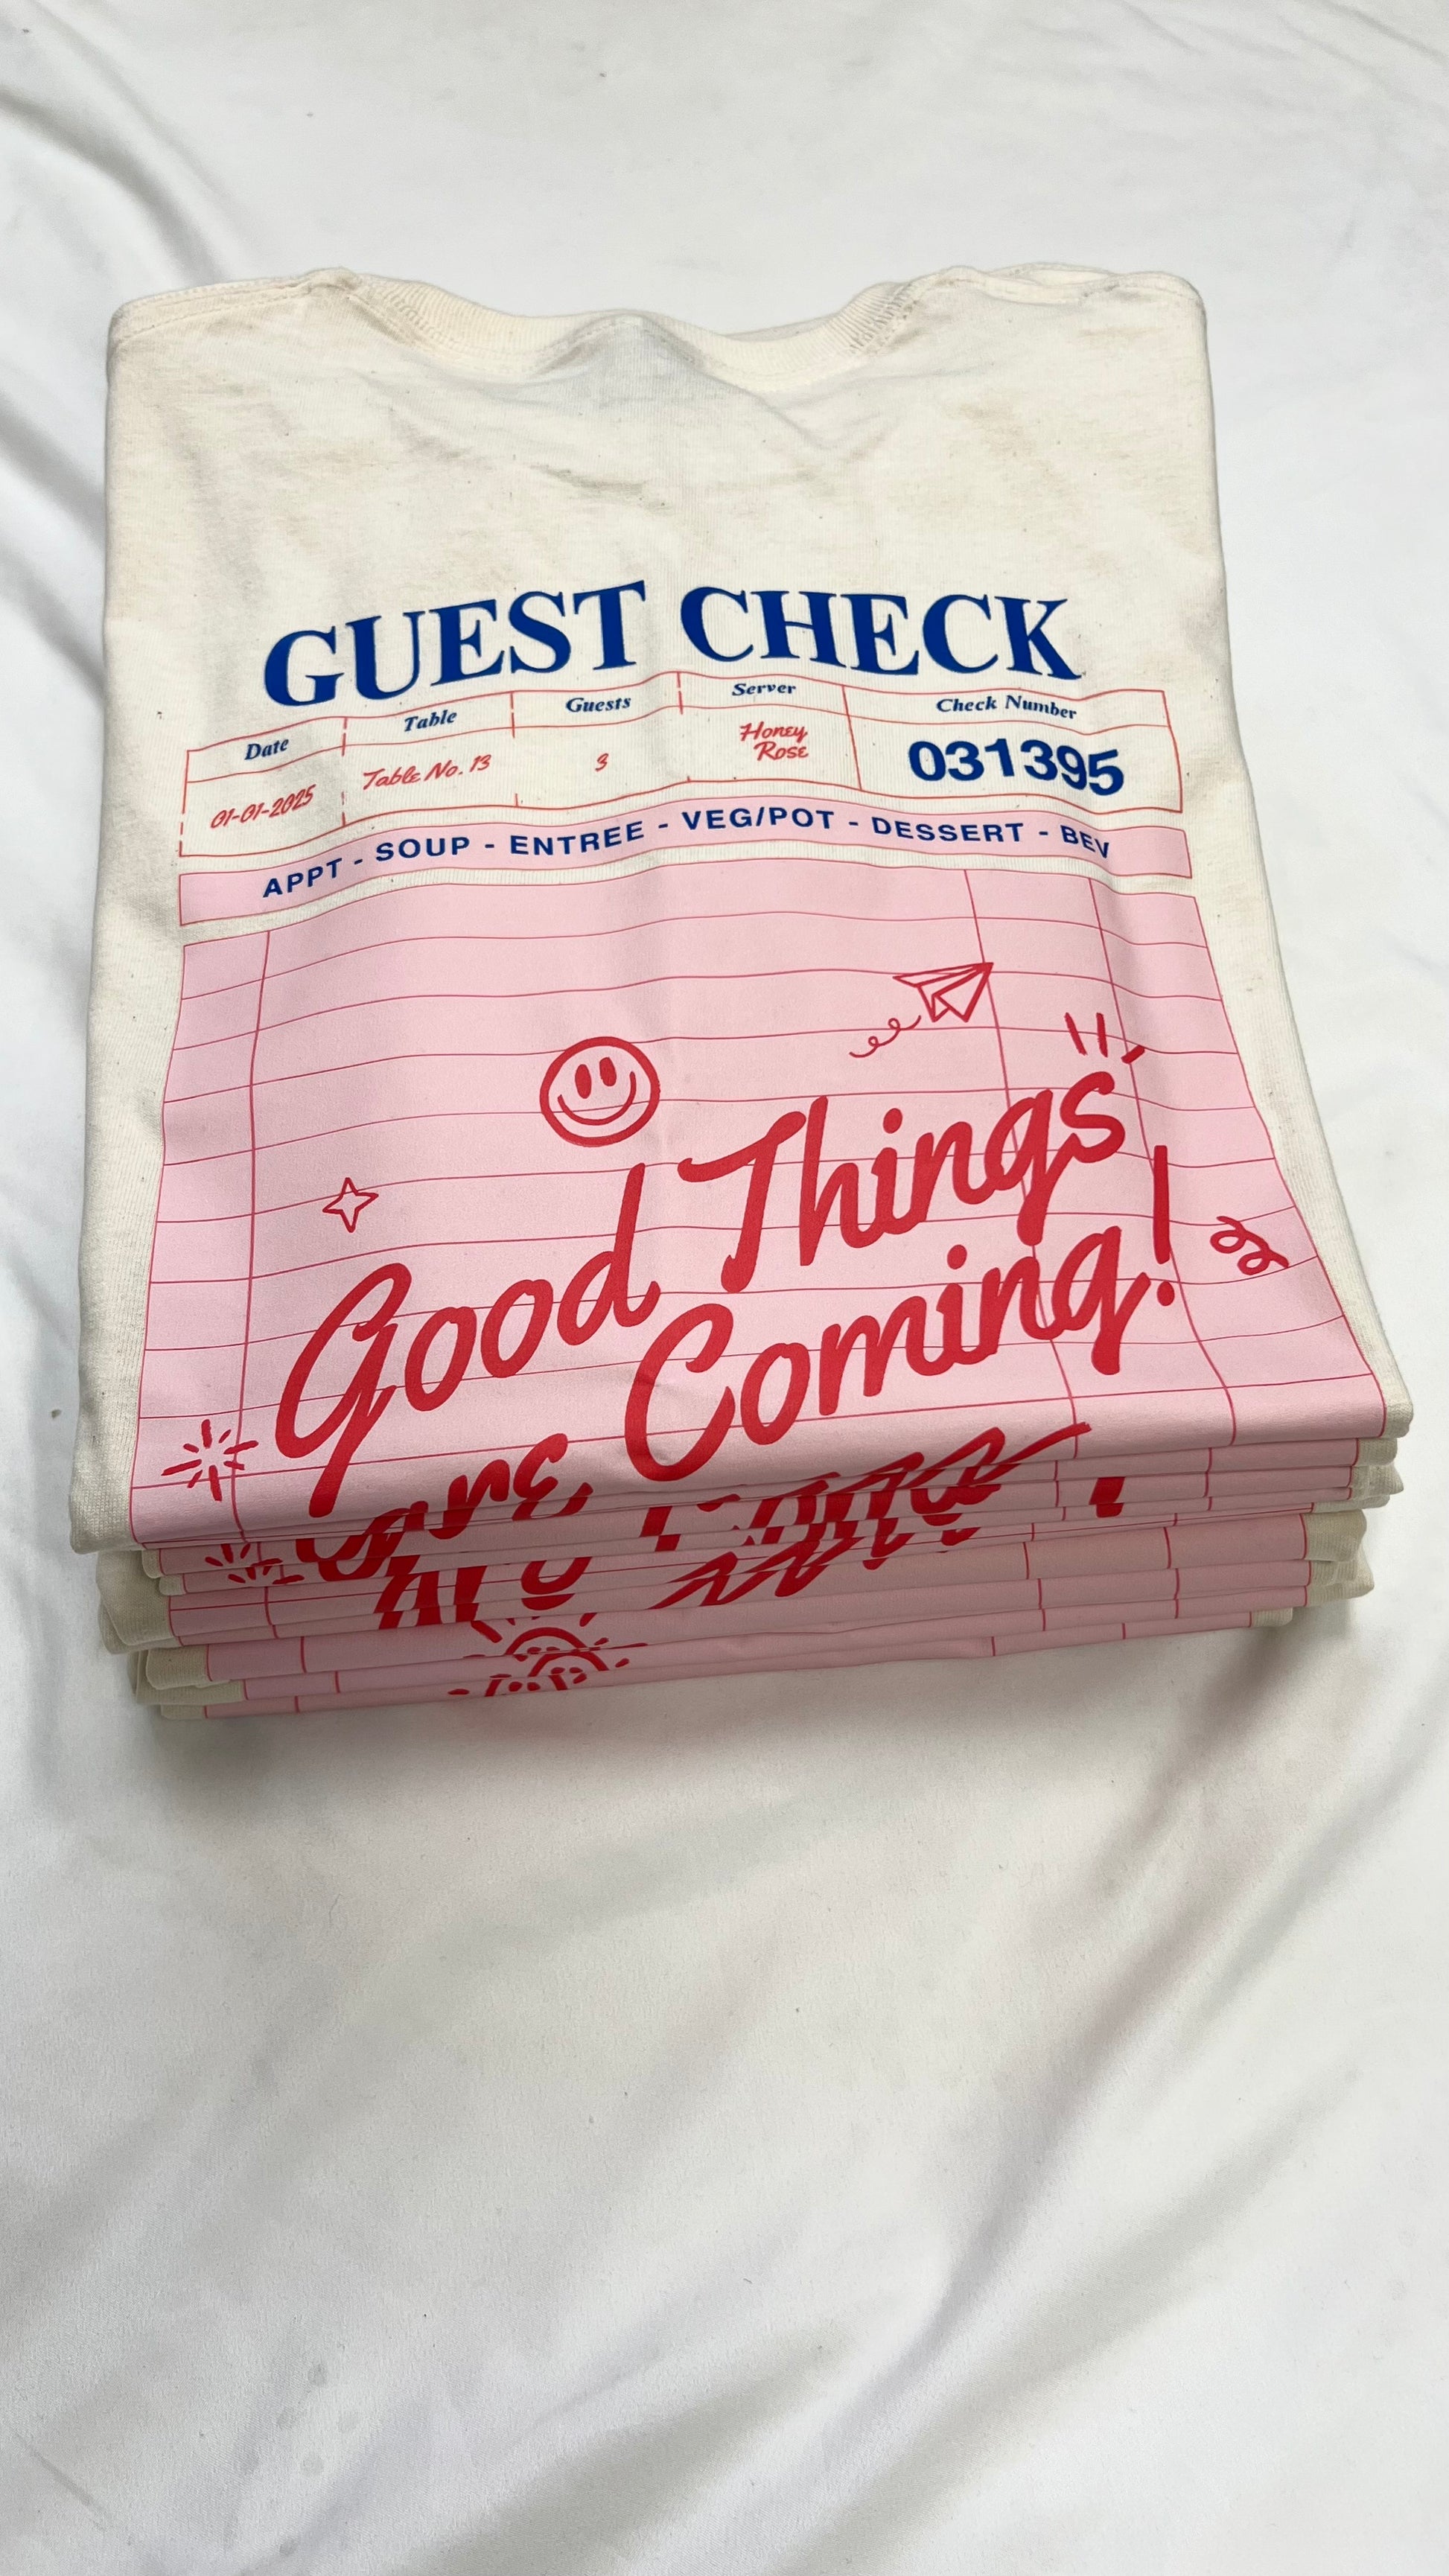 GUEST CHECK
Date Table Guests Server Check Number
01-01-2025 Table No. 13 3 Honey Rose 031395
APPT - SOUP - ENTREE - VEG/POT - DESSERT - BEV
Good Things
are Coming!